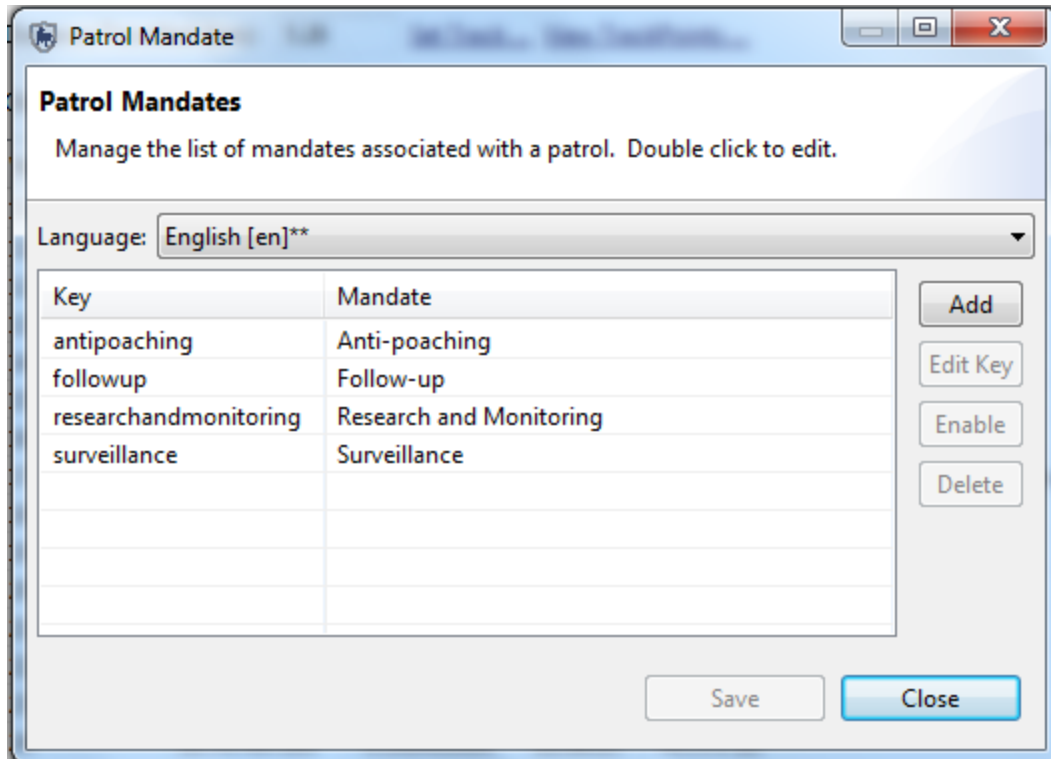 Patrol Mandate
Patrol Mandates
Manage the list of mandates associated with a patrol.  Double click to edit.
Language: English [en]**
Key Mandate
Add
antipoaching Anti-poaching
followup Follow-up
Edit Key
researchandmonitoring Research and Monitoring
Enable
surveillance Surveillance
Delete
Save Close